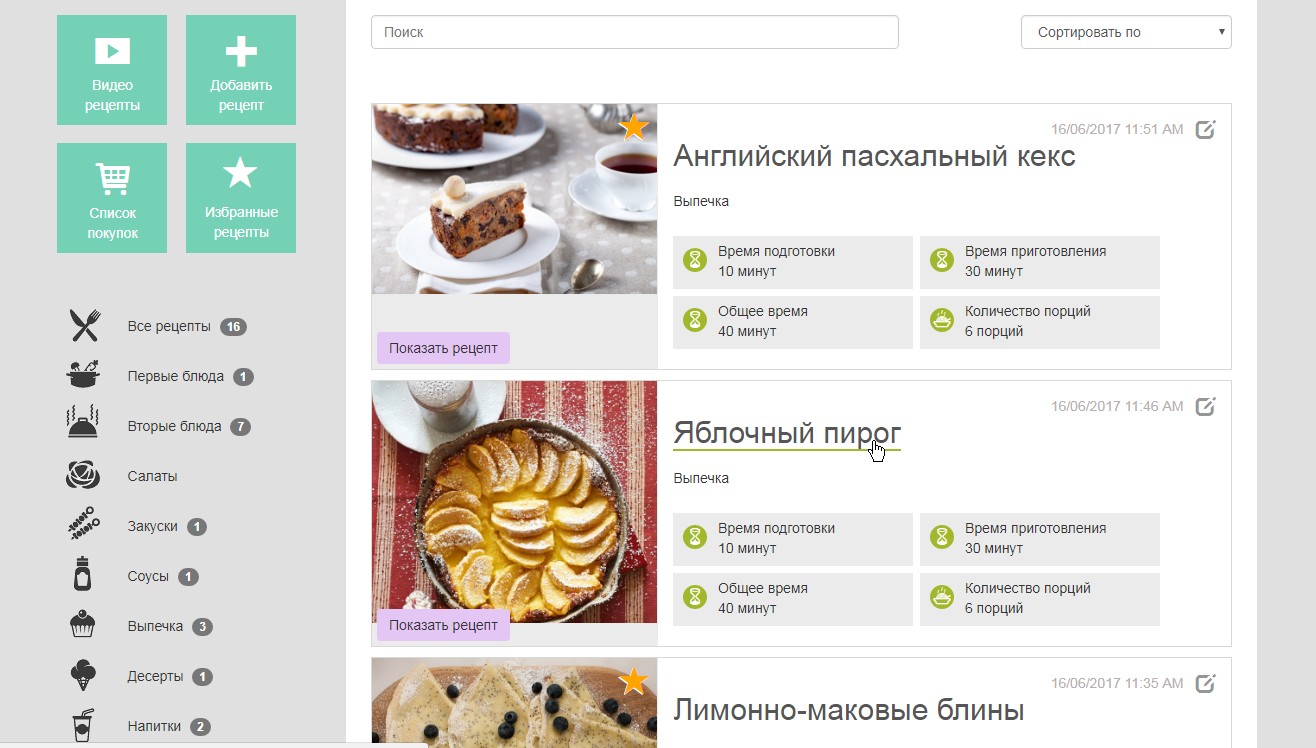 Видео
рецепты
Добавить
рецепт
Список
покупок
Избранные
рецепты
Все рецепты 16
Первые блюда 1
Вторые блюда 7
Салаты
Закуски 1
Соусы 1
Выпечка 3
Десерты 1
Напитки 2
Поиск
Сортировать по
16/06/2017 11:51 AM
Английский пасхальный кекс
Выпечка
Время подготовки
10 минут
Время приготовления
30 минут
Общее время
40 минут
Количество порций
6 порций
Показать рецепт
16/06/2017 11:46 AM
Яблочный пирог
Выпечка
Время подготовки
10 минут
Время приготовления
30 минут
Общее время
40 минут
Количество порций
6 порций
Показать рецепт
16/06/2017 11:35 AM
Лимонно-маковые блины